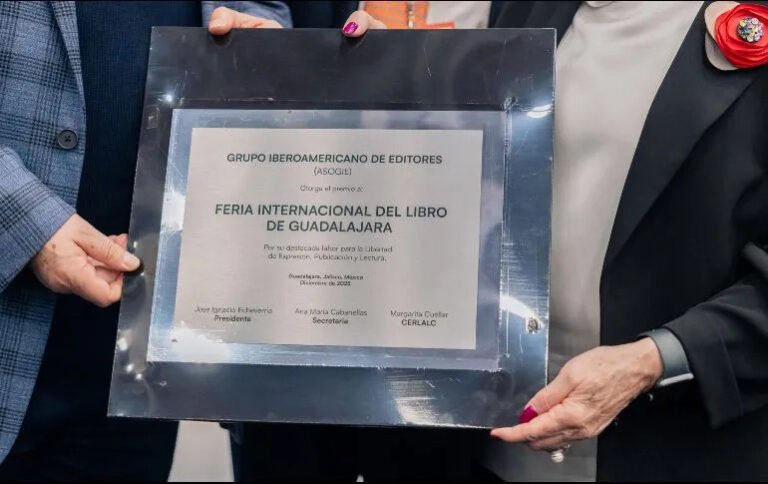 GRUPO IBEROAMERICANO DE EDITORES
(ASOGIE)
Otorga el premio a:
FERIA INTERNACIONAL DEL LIBRO
DE GUADALAJARA
Por su destacada labor para la Libertad
de Expresión, Publicación y Lectura.
Guadalajara, Jalisco, México
Diciembre de 2025
José Ignacio Echeverría Ana María Cabanellas Margarita Cuéllar
Presidente Secretaria CERLALC